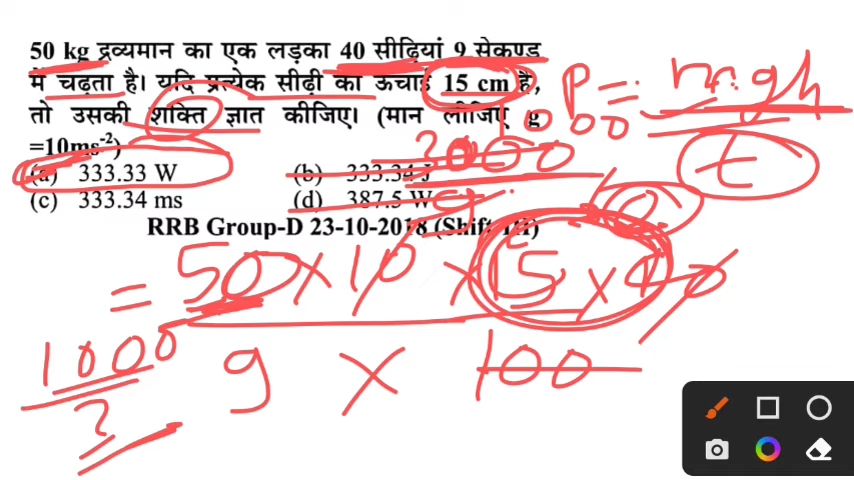 50 kg द्रव्यमान का एक लड़का 40 सीढ़ियां 9 सेकण्ड
में चढ़ता है। यदि प्रत्येक सीढ़ी का ऊंचाई 15 cm है,
तो उसकी शक्ति ज्ञात कीजिए। (मान लीजिए g
=10ms⁻²)
(a) 333.33 W (b) 333.34 J
(c) 333.34 ms (d) 387.5 W
RRB Group-D 23-10-2018 (Shift-III)
P = mgh
t
3000
9
= 50 × 10 × 15 × 40
9 × 100
1000
3